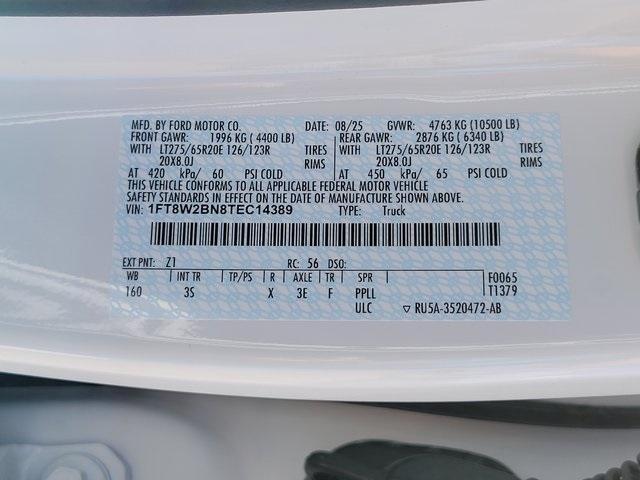 MFD. BY FORD MOTOR CO. DATE: 08/25 GVWR: 4763 KG (10500 LB)
FRONT GAWR: 1996 KG ( 4400 LB) REAR GAWR: 2876 KG ( 6340 LB)
WITH LT275/65R20E 126/123R TIRES WITH LT275/65R20E 126/123R TIRES
20X8.0J RIMS 20X8.0J RIMS
AT 420 kPa/ 60 PSI COLD AT 450 kPa/ 65 PSI COLD
THIS VEHICLE CONFORMS TO ALL APPLICABLE FEDERAL MOTOR VEHICLE
SAFETY STANDARDS IN EFFECT ON THE DATE OF MANUFACTURE SHOWN ABOVE.
VIN: 1FT8W2BN8TEC14389 TYPE: Truck
EXT PNT: Z1 RC: 56 DSO: F0065
WB INT TR TP/PS R AXLE TR SPR T1379
160 3S X 3E F PPLL
ULC RU5A-3520472-AB